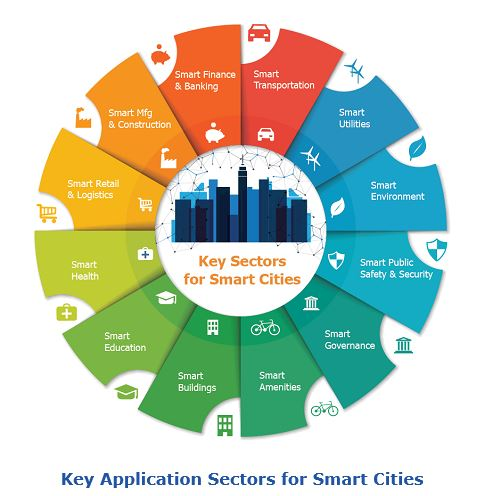 Smart Finance
& Banking
Smart
Transportation
Smart Mfg
& Construction
Smart
Utilities
Smart Retail
& Logistics
Smart
Environment
Key Sectors
for Smart Cities
Smart
Health
Smart Public
Safety & Security
Smart
Education
Smart
Governance
Smart
Buildings
Smart
Amenities
Key Application Sectors for Smart Cities